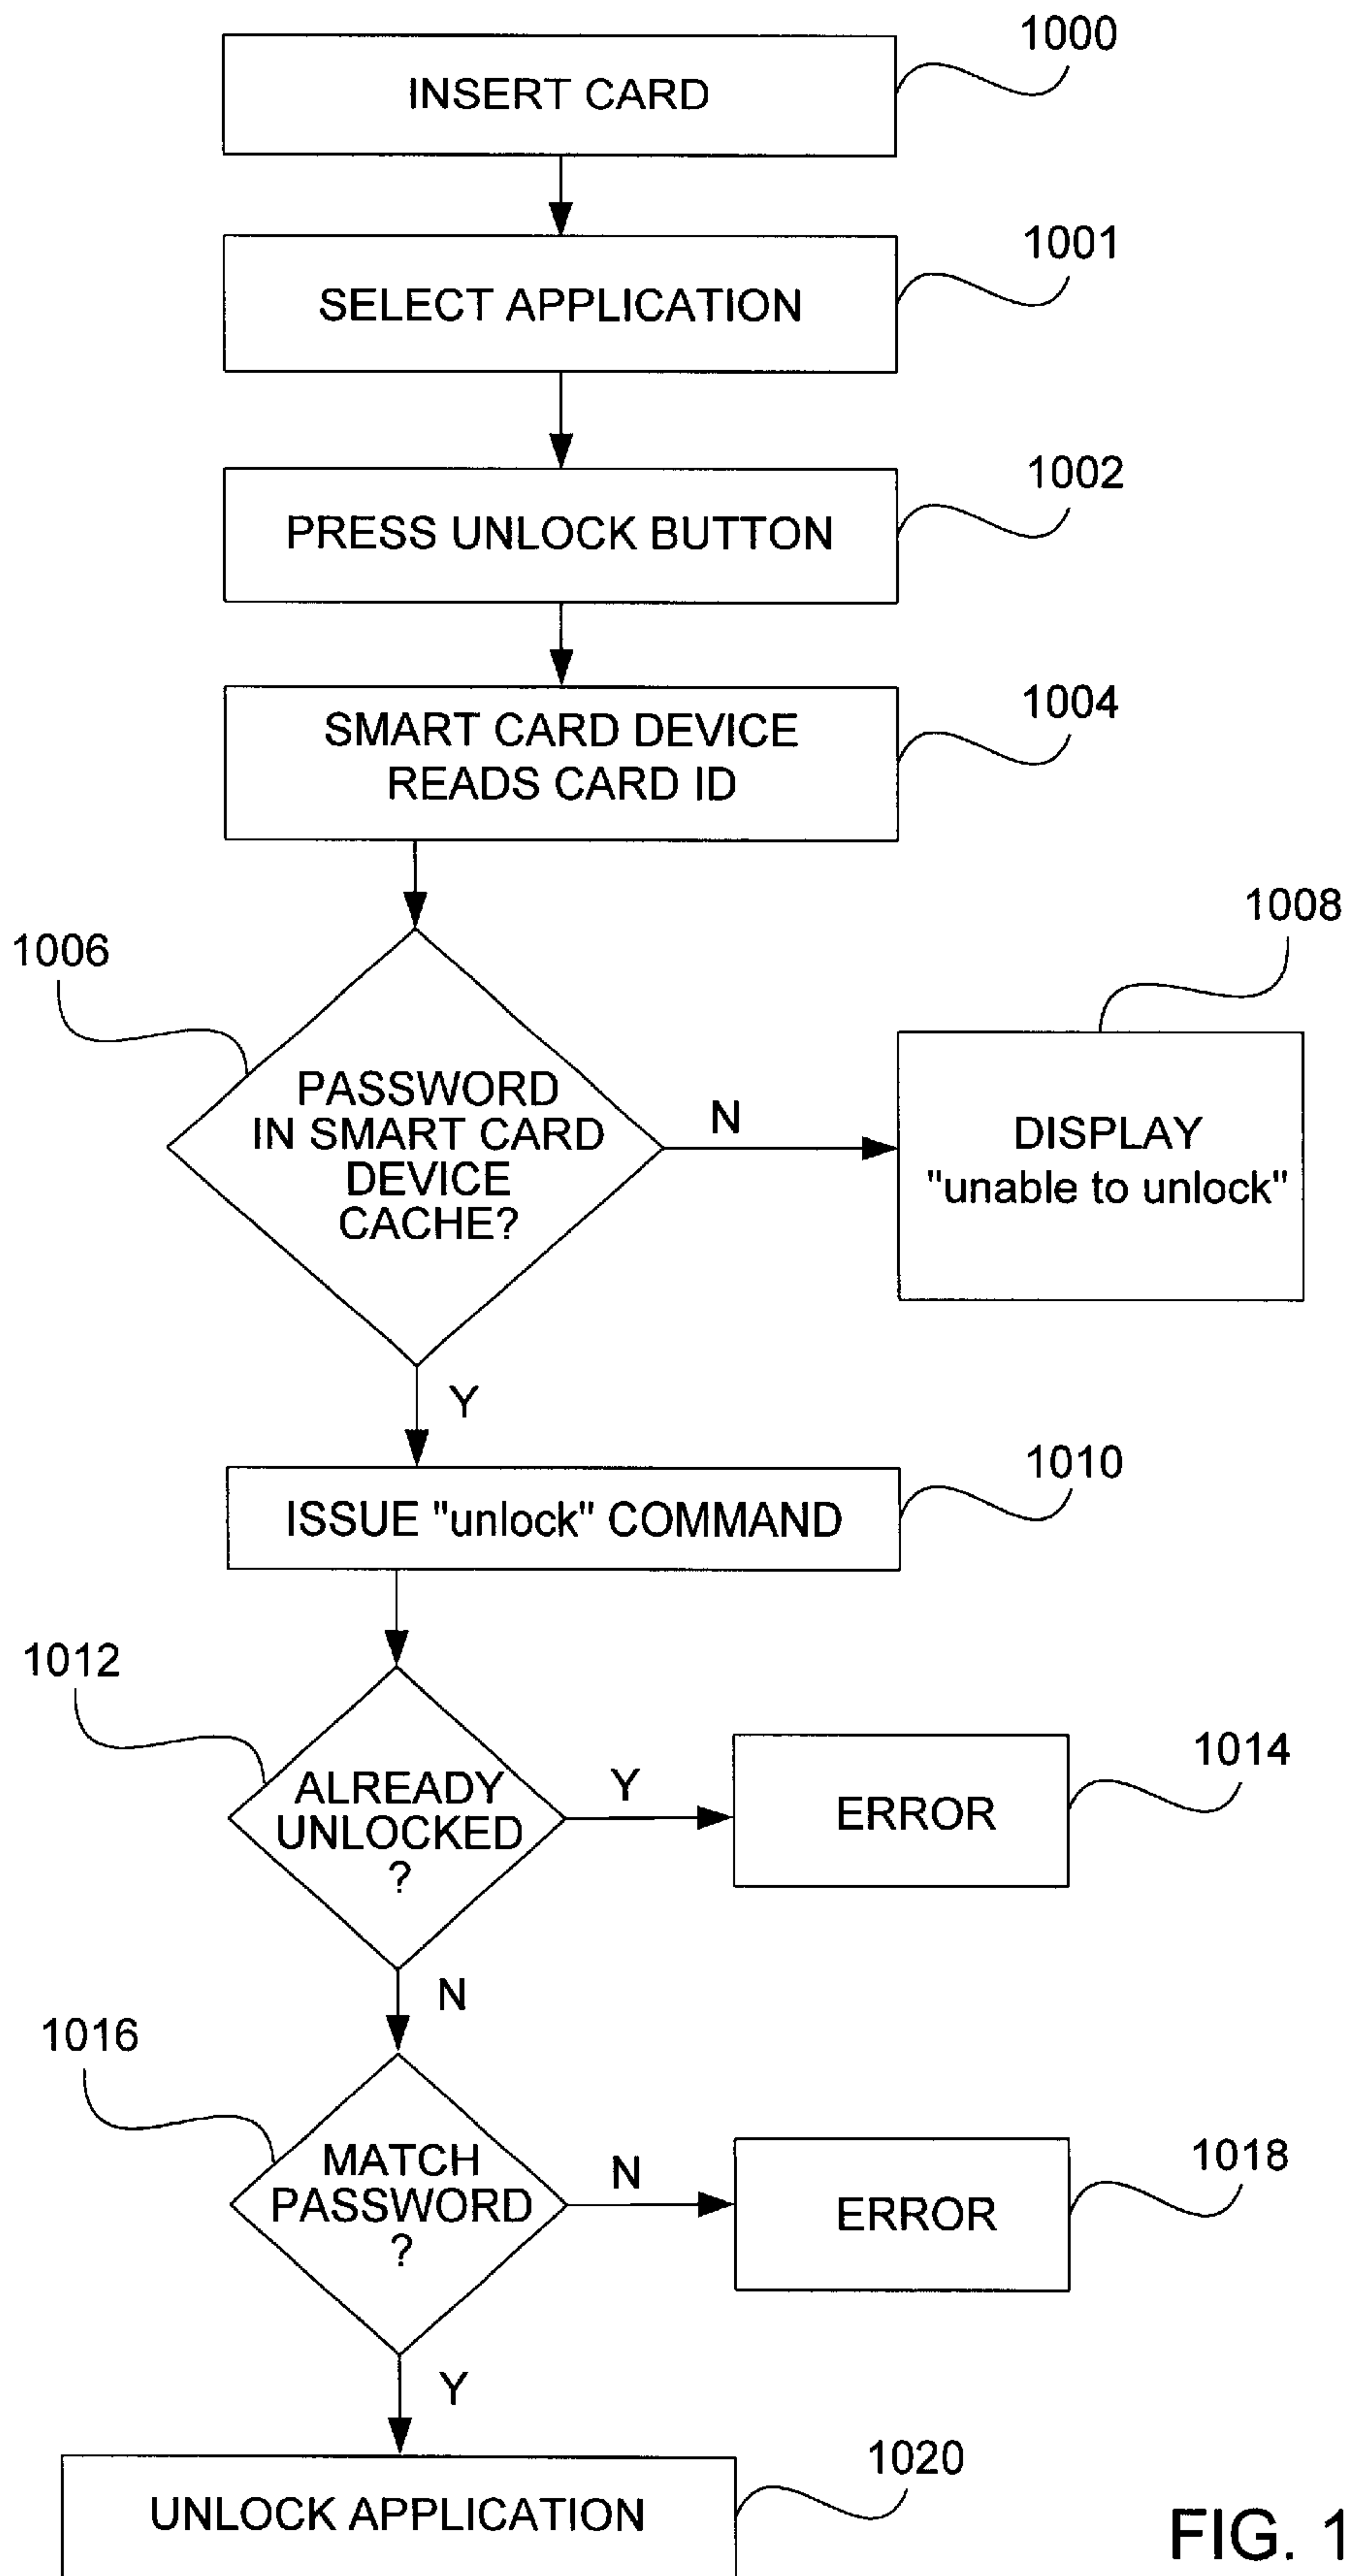 1000
INSERT CARD
1001
SELECT APPLICATION
1002
PRESS UNLOCK BUTTON
1004
SMART CARD DEVICE
READS CARD ID
1006
1008
PASSWORD
IN SMART CARD
DEVICE
CACHE?
N
DISPLAY
"unable to unlock"
Y
1010
ISSUE "unlock" COMMAND
1012
ALREADY
UNLOCKED
?
Y
1014
ERROR
N
1016
MATCH
PASSWORD
?
N
1018
ERROR
Y
1020
UNLOCK APPLICATION
FIG. 1